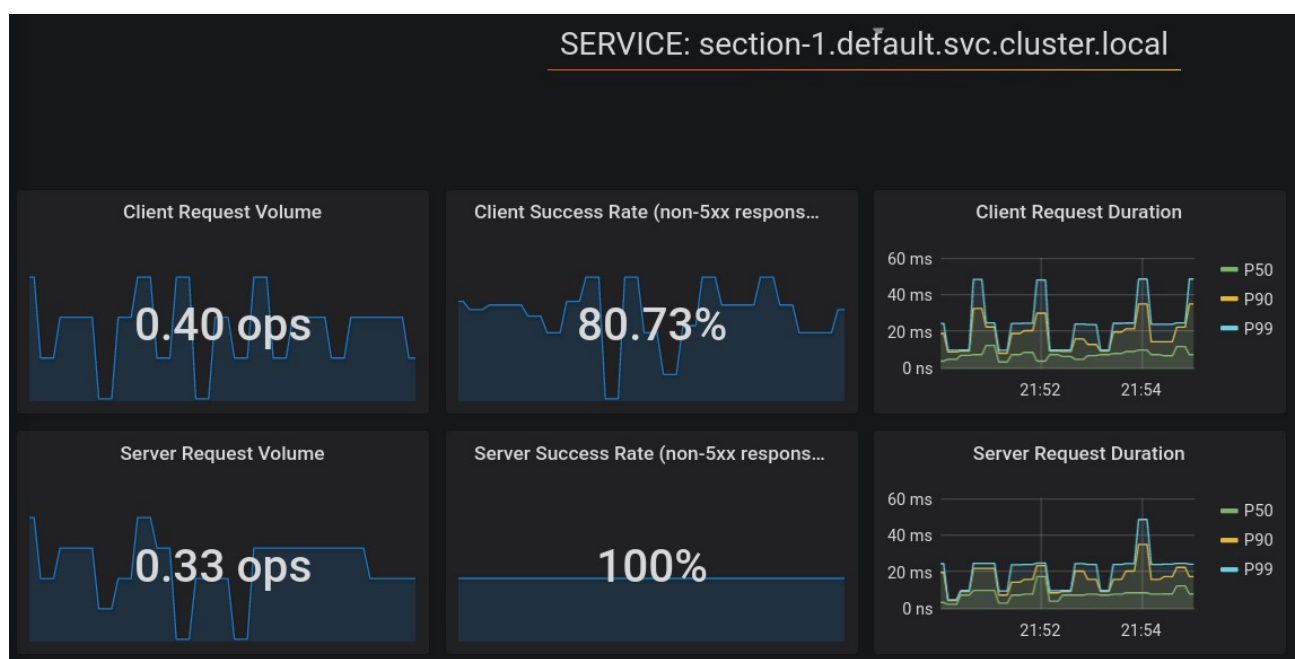 SERVICE: section-1.default.svc.cluster.local
Client Request Volume
0.40 ops
Client Success Rate (non-5xx respons...
80.73%
Client Request Duration
60 ms
40 ms
20 ms
0 ns
21:52
21:54
P50
P90
P99
Server Request Volume
0.33 ops
Server Success Rate (non-5xx respons...
100%
Server Request Duration
60 ms
40 ms
20 ms
0 ns
21:52
21:54
P50
P90
P99